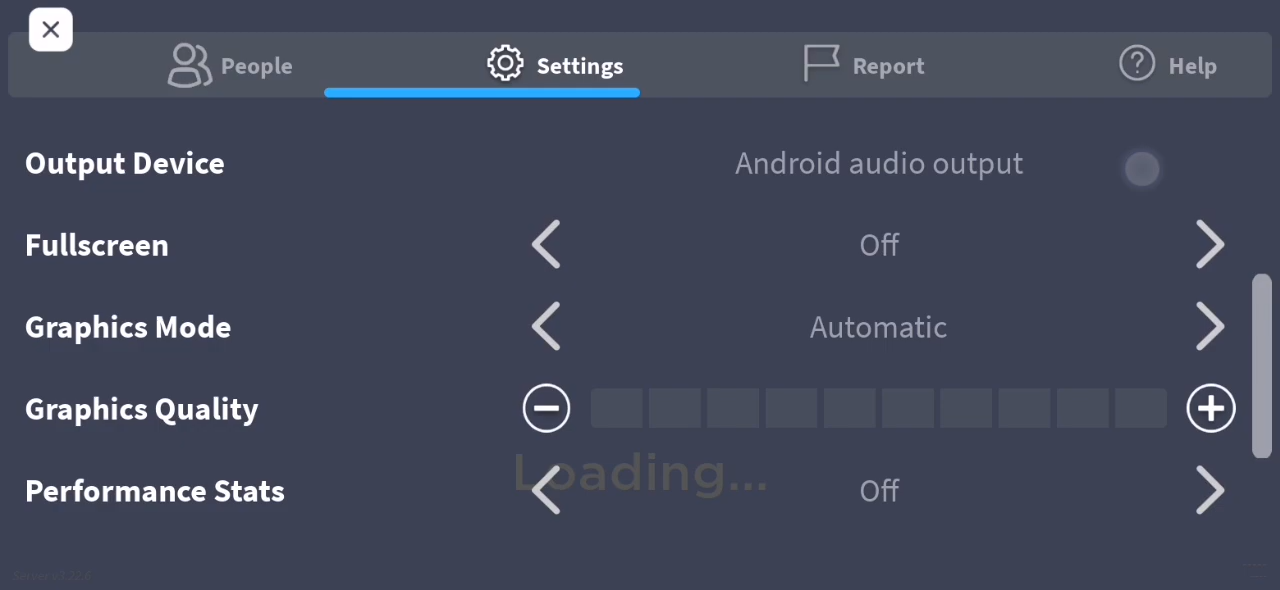 People
Settings
Report
Help
Output Device
Android audio output
Fullscreen
Off
Graphics Mode
Automatic
Graphics Quality
Loading...
Performance Stats
Off